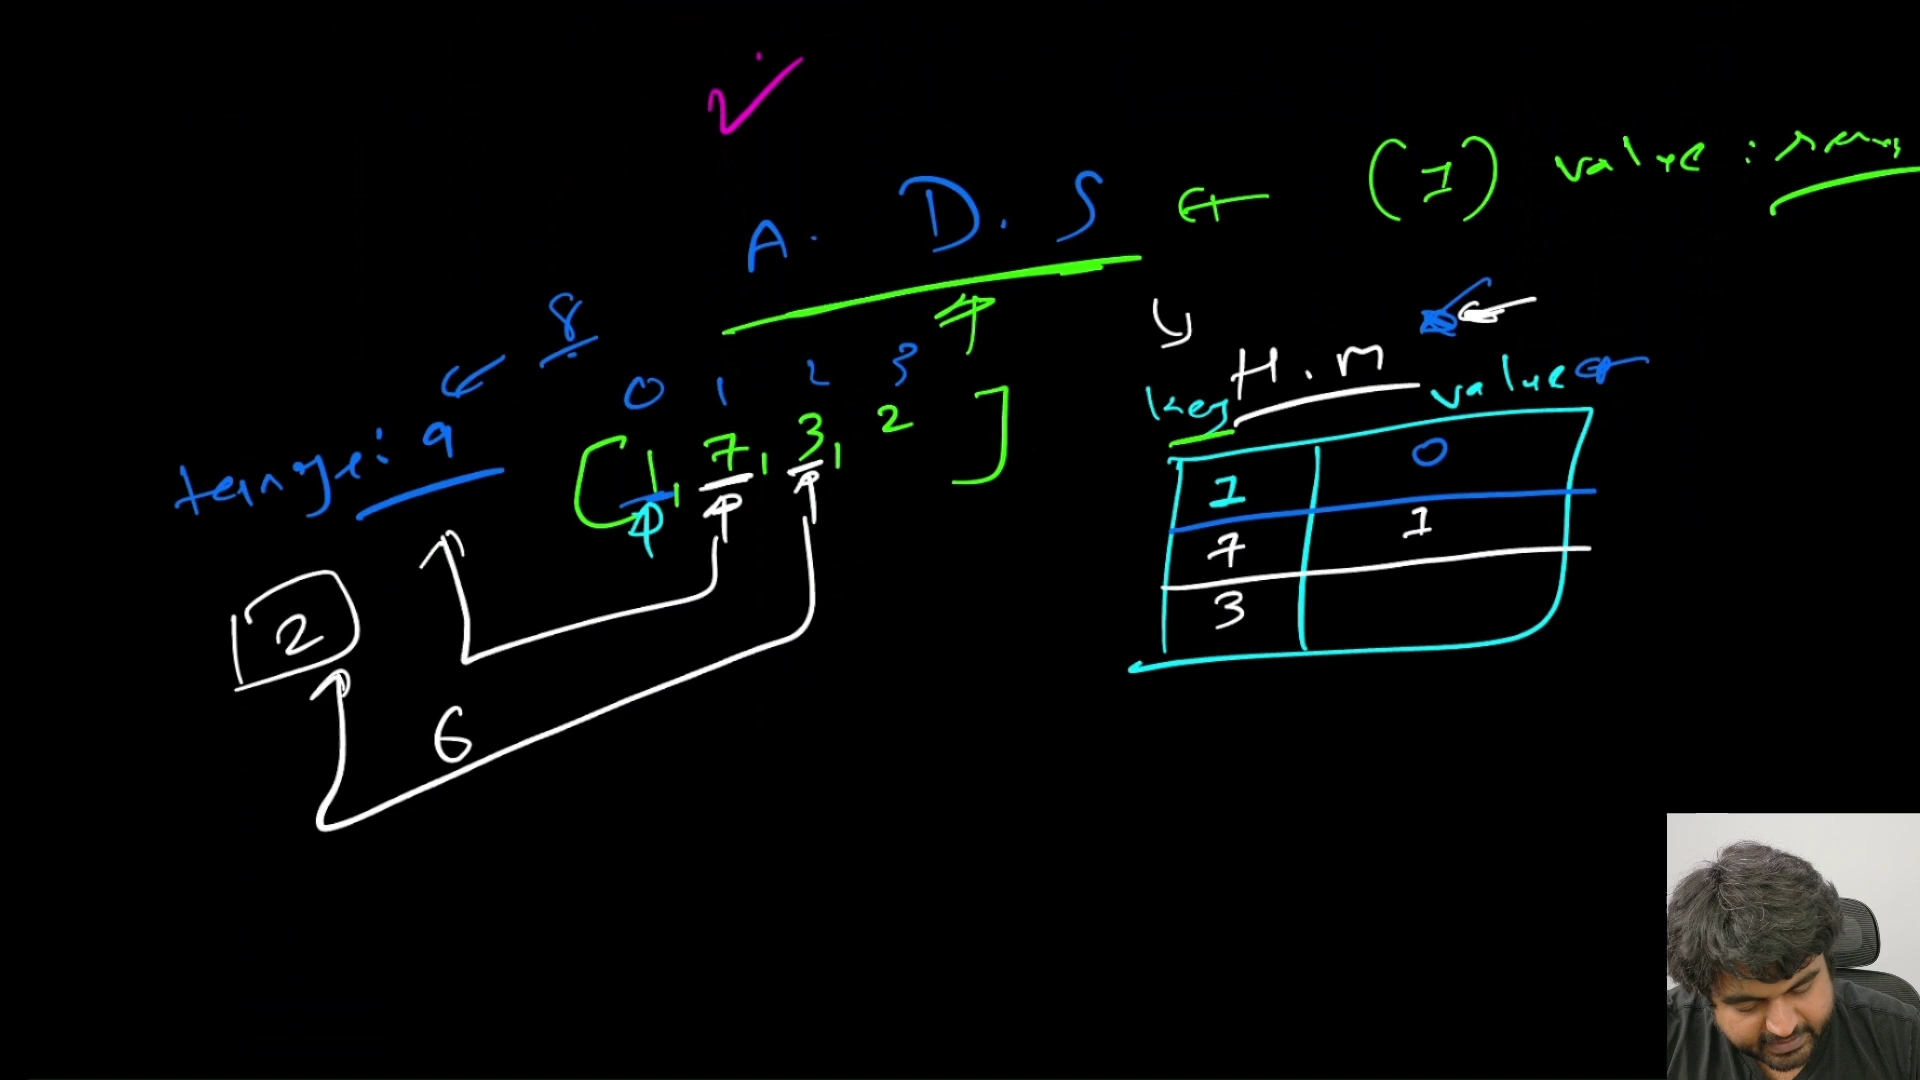 (1) value :
A. D. S
8
H.M
key value
0 1 2 3
target: 9
[1, 7, 3, 2 ]
1 0
7 1
3
2
6